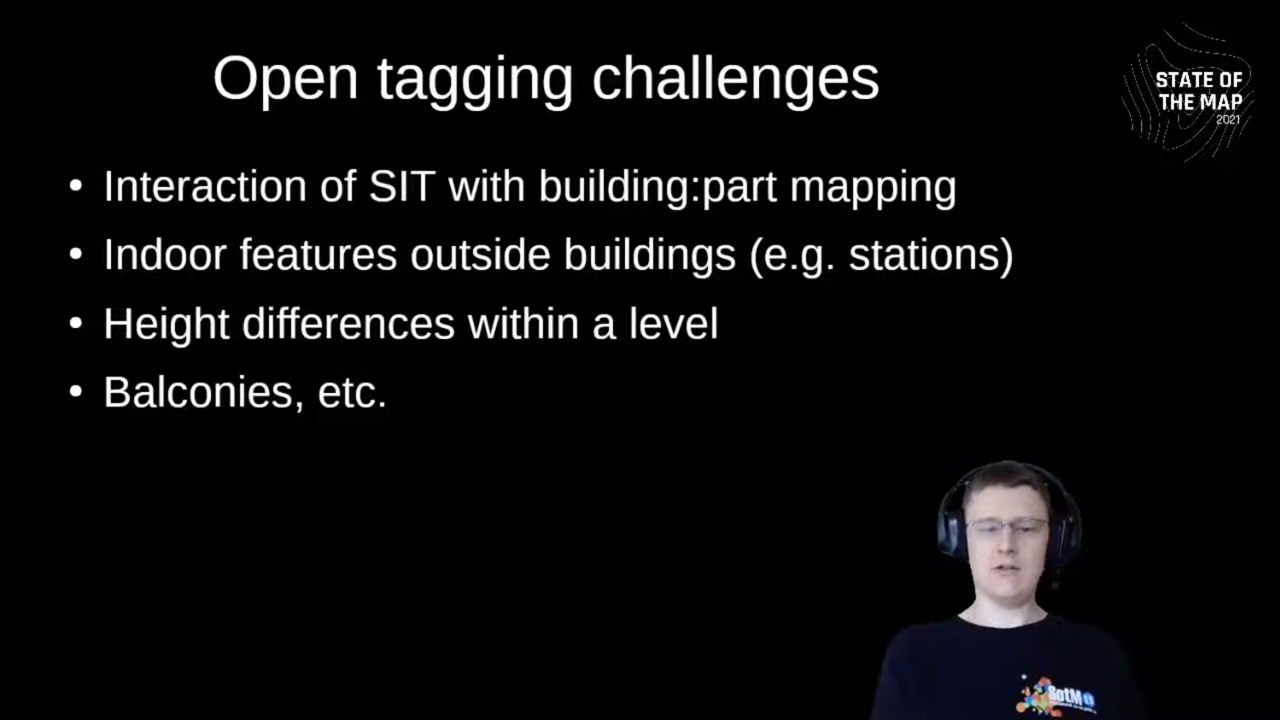 Open tagging challenges
STATE OF
THE MAP
2021
• Interaction of SIT with building:part mapping
• Indoor features outside buildings (e.g. stations)
• Height differences within a level
• Balconies, etc.
SotM